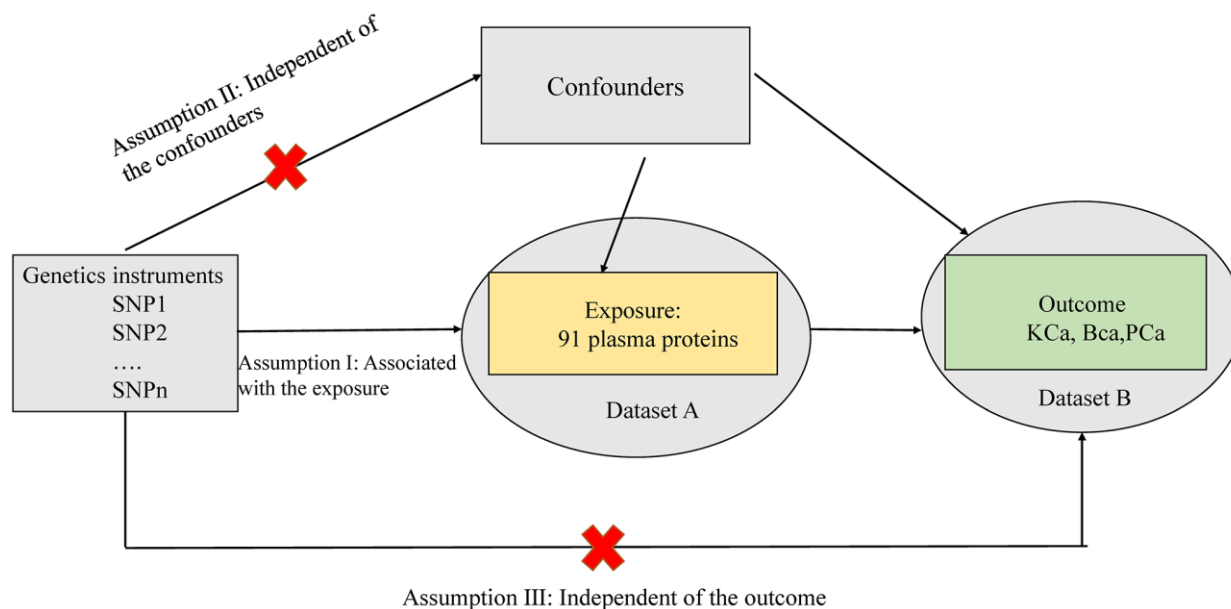 Assumption II: Independent of
the confounders
Confounders
Genetics instruments
SNP1
SNP2
....
SNPn
Assumption I: Associated
with the exposure
Exposure:
91 plasma proteins
Dataset A
Outcome
KCa, Bca,PCa
Dataset B
Assumption III: Independent of the outcome